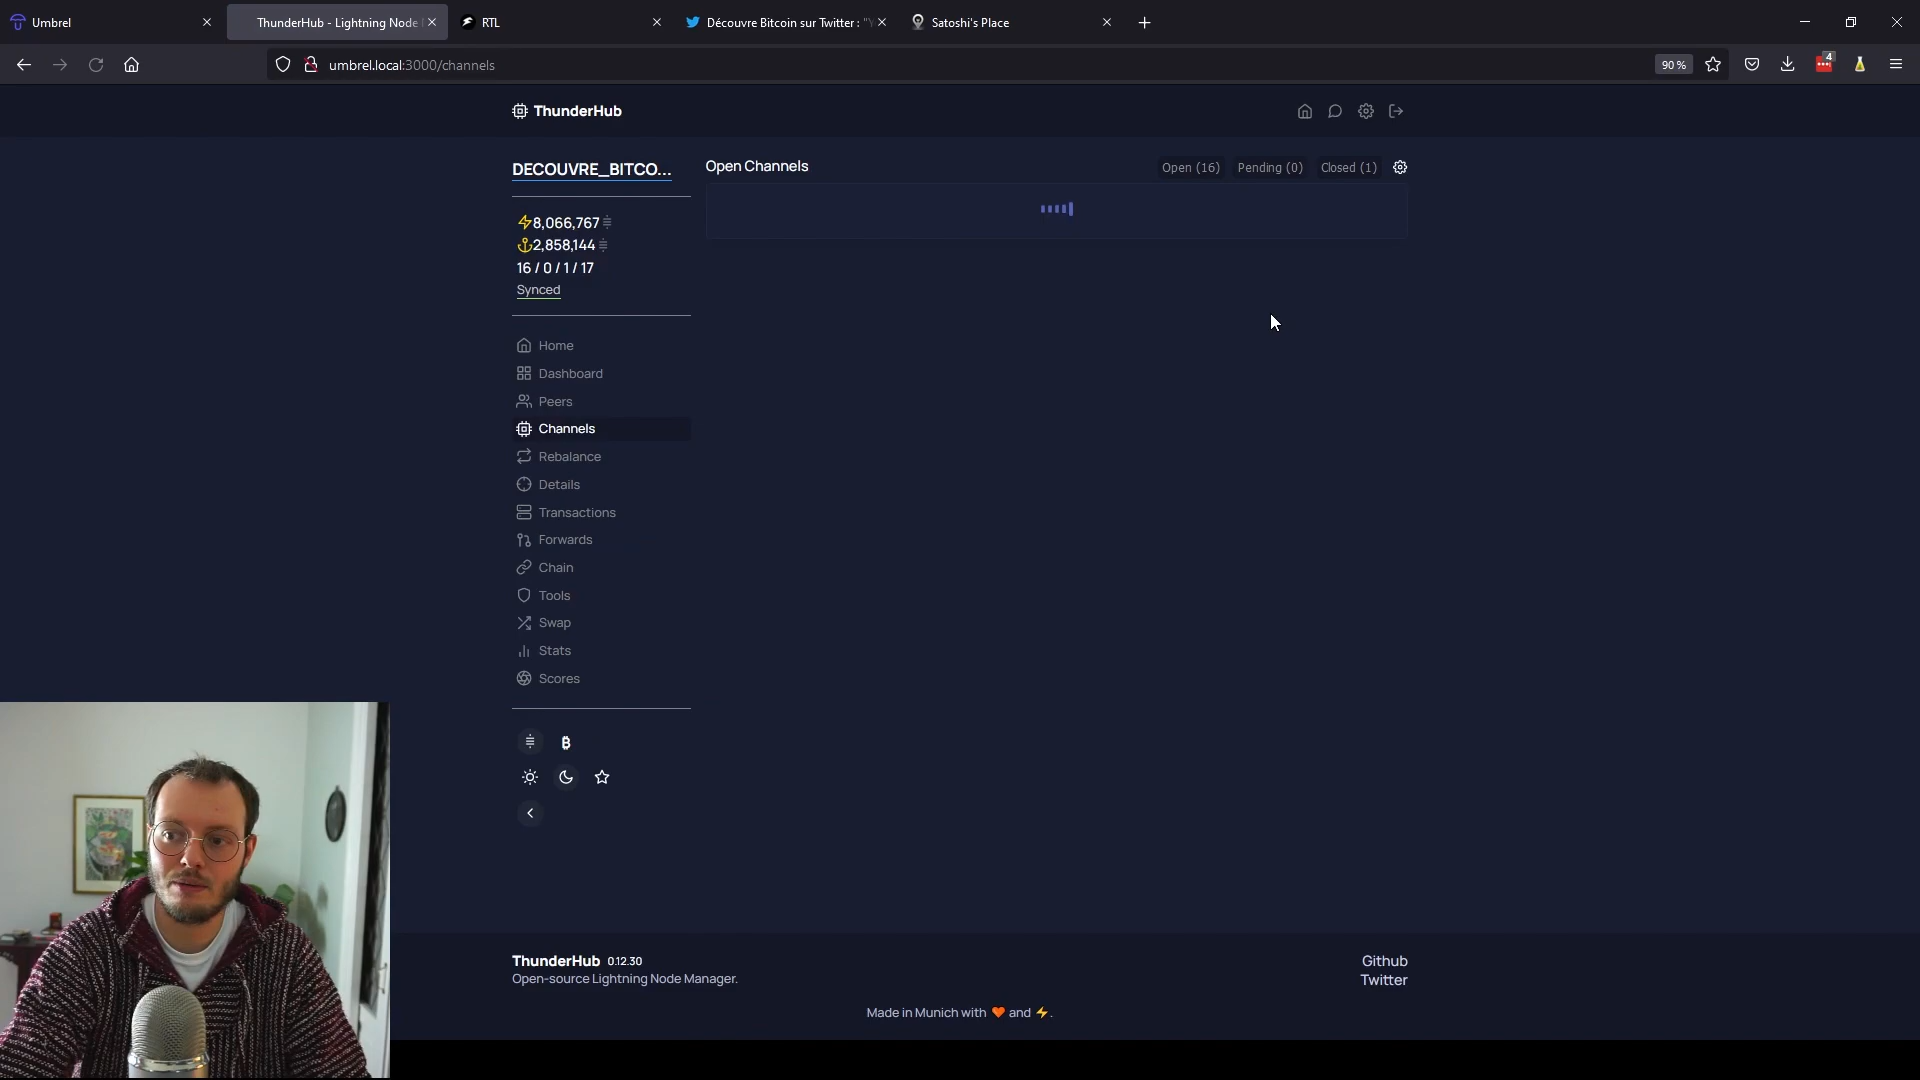 Umbrel
ThunderHub - Lightning Node
RTL
Découvre Bitcoin sur Twitter : "Y
Satoshi's Place
umbrel.local:3000/channels
90 %
4
ThunderHub
DECOUVRE_BITCO...
Open Channels
Open (16)
Pending (0)
Closed (1)
8,066,767
2,858,144
16 / 0 / 1 / 17
Synced
Home
Dashboard
Peers
Channels
Rebalance
Details
Transactions
Forwards
Chain
Tools
Swap
Stats
Scores
ThunderHub 0.12.30
Open-source Lightning Node Manager.
Github
Twitter
Made in Munich with 🧡 and ⚡.